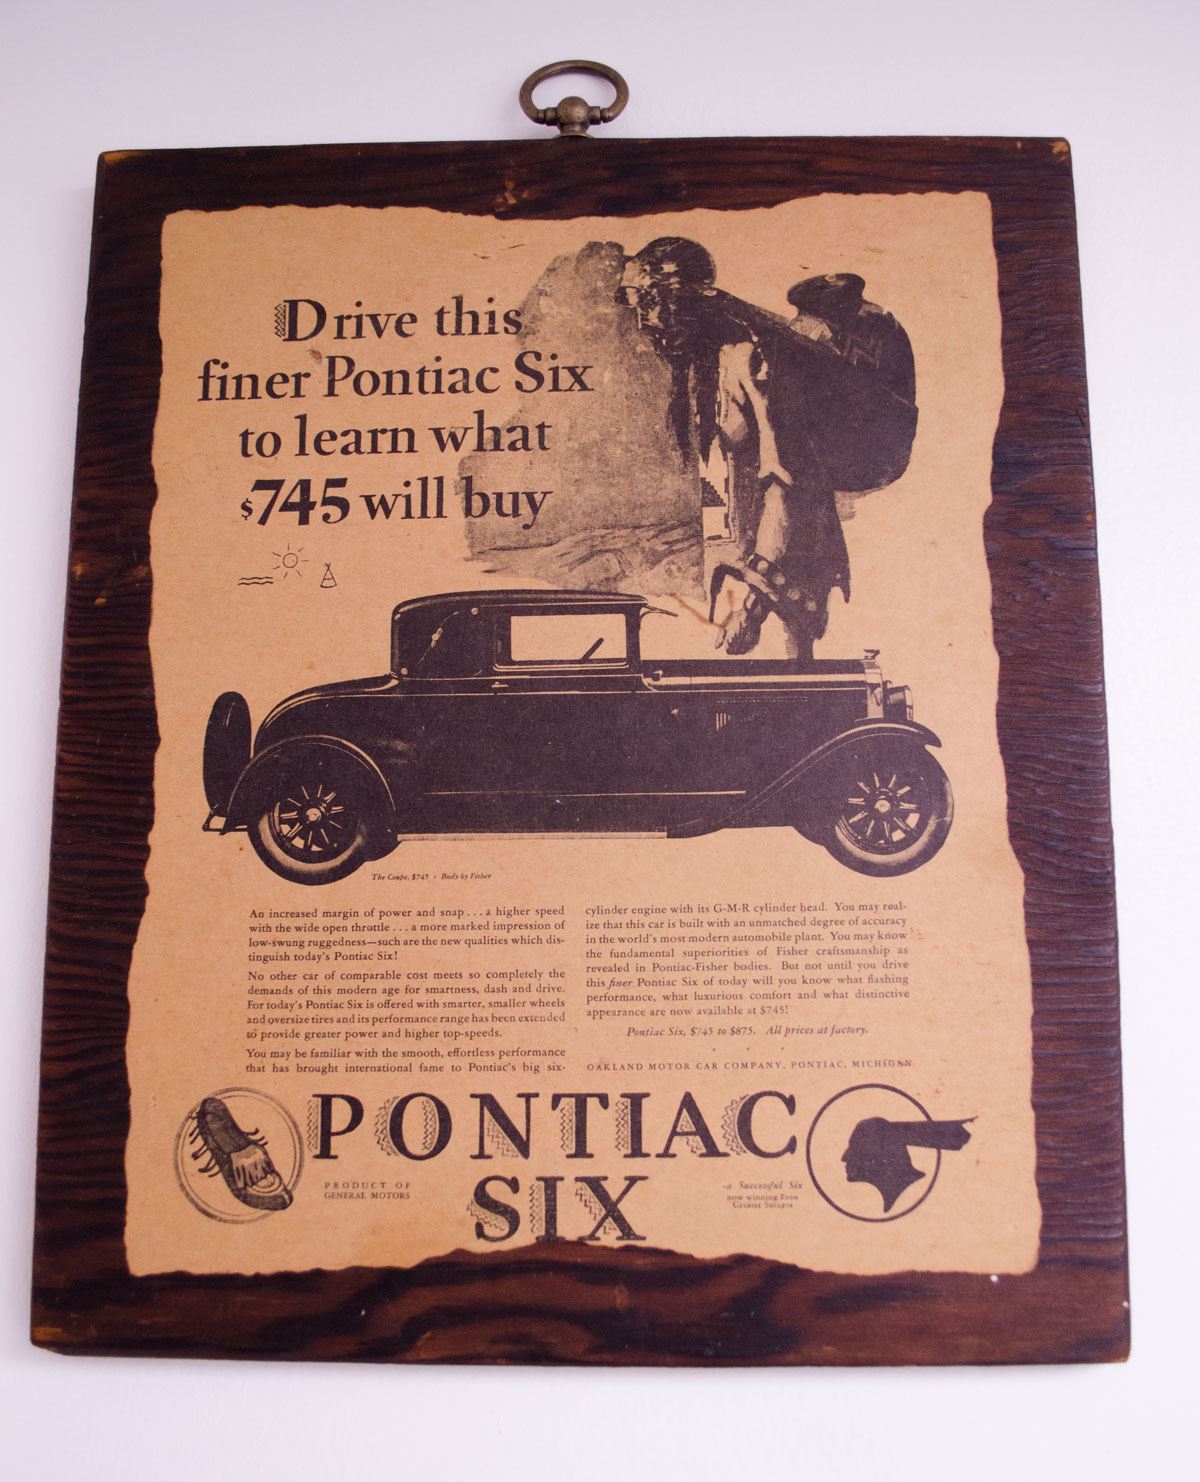 Drive this
finer Pontiac Six
to learn what
$745 will buy
The Coupe, $745 · Body by Fisher
An increased margin of power and snap . . . a higher speed
with the wide open throttle . . . a more marked impression of
low-swung ruggedness—such are the new qualities which dis-
tinguish today's Pontiac Six!
No other car of comparable cost meets so completely the
demands of this modern age for smartness, dash and drive.
For today's Pontiac Six is offered with smarter, smaller wheels
and oversize tires and its performance range has been extended
to provide greater power and higher top-speeds.
You may be familiar with the smooth, effortless performance
that has brought international fame to Pontiac's big six-
cylinder engine with its G-M-R cylinder head. You may real-
ize that this car is built with an unmatched degree of accuracy
in the world's most modern automobile plant. You may know
the fundamental superiorities of Fisher craftsmanship as
revealed in Pontiac-Fisher bodies. But not until you drive
this finer Pontiac Six of today will you know what flashing
performance, what luxurious comfort and what distinctive
appearance are now available at $745!
Pontiac Six, $745 to $875. All prices at factory.
OAKLAND MOTOR CAR COMPANY, PONTIAC, MICHIGAN
PONTIAC
SIX
PRODUCT OF
GENERAL MOTORS
-a Successful Six
now winning Even
Greater Success